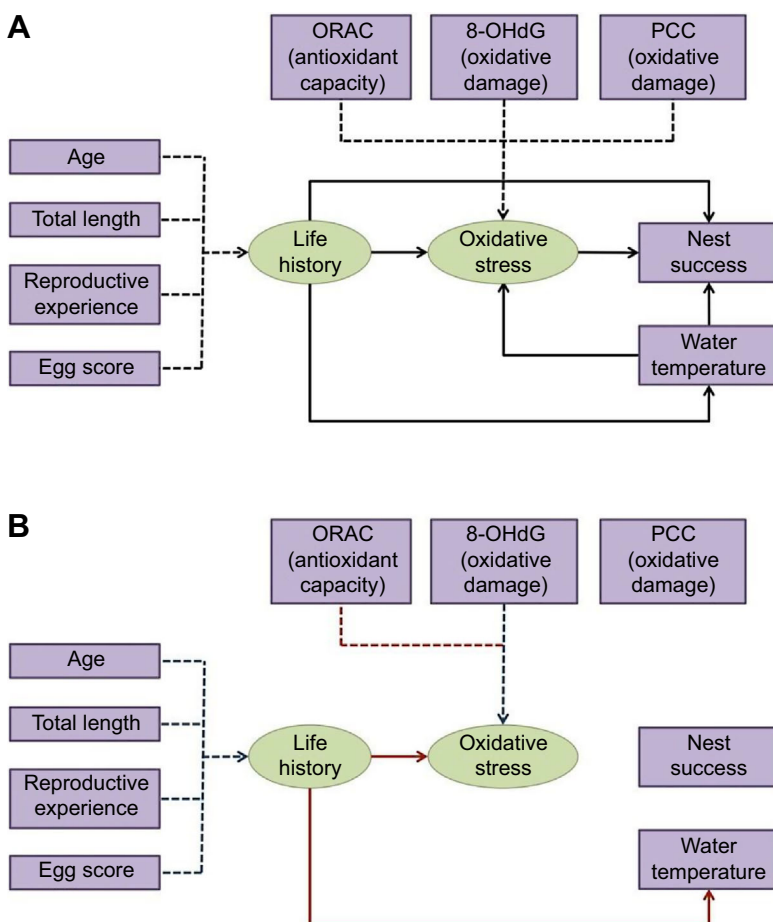 A
ORAC
(antioxidant
capacity)
8-OHdG
(oxidative
damage)
PCC
(oxidative
damage)
Age
Total length
Reproductive
experience
Egg score
Life
history
Oxidative
stress
Nest
success
Water
temperature
B
ORAC
(antioxidant
capacity)
8-OHdG
(oxidative
damage)
PCC
(oxidative
damage)
Age
Total length
Reproductive
experience
Egg score
Life
history
Oxidative
stress
Nest
success
Water
temperature